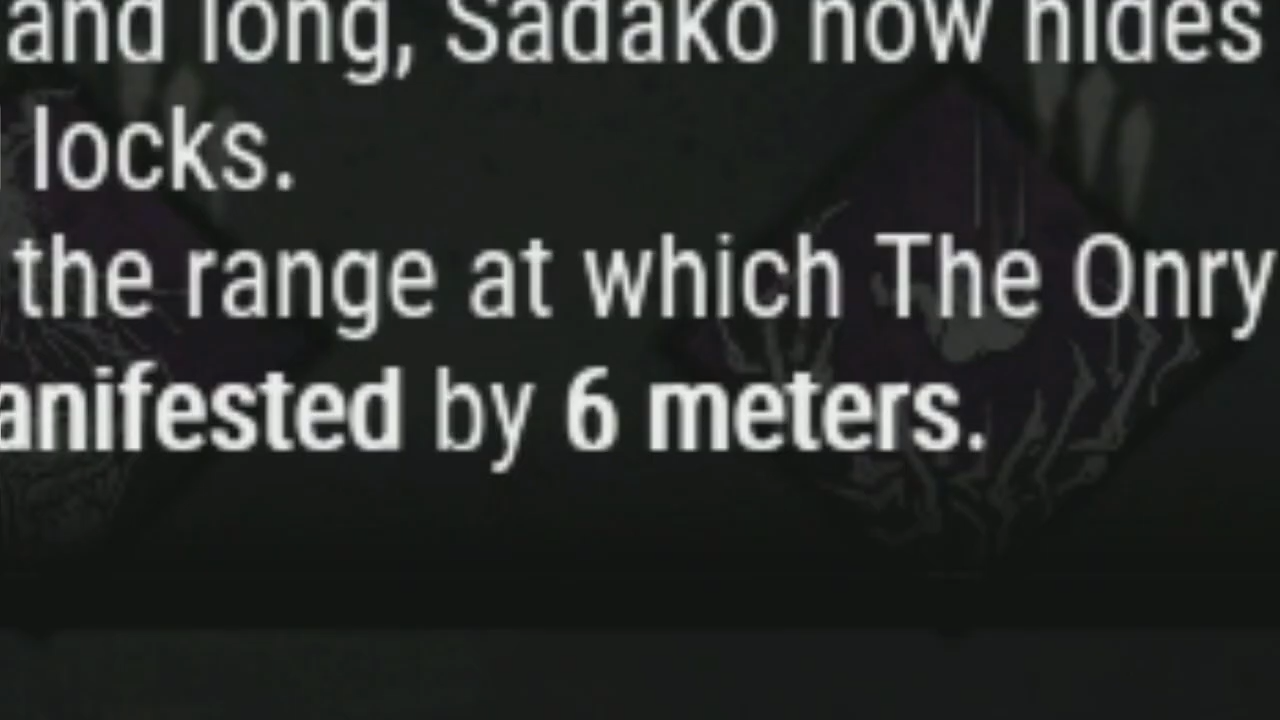 and long, Sadako now hides
locks.
the range at which The Onry
anifested by 6 meters.